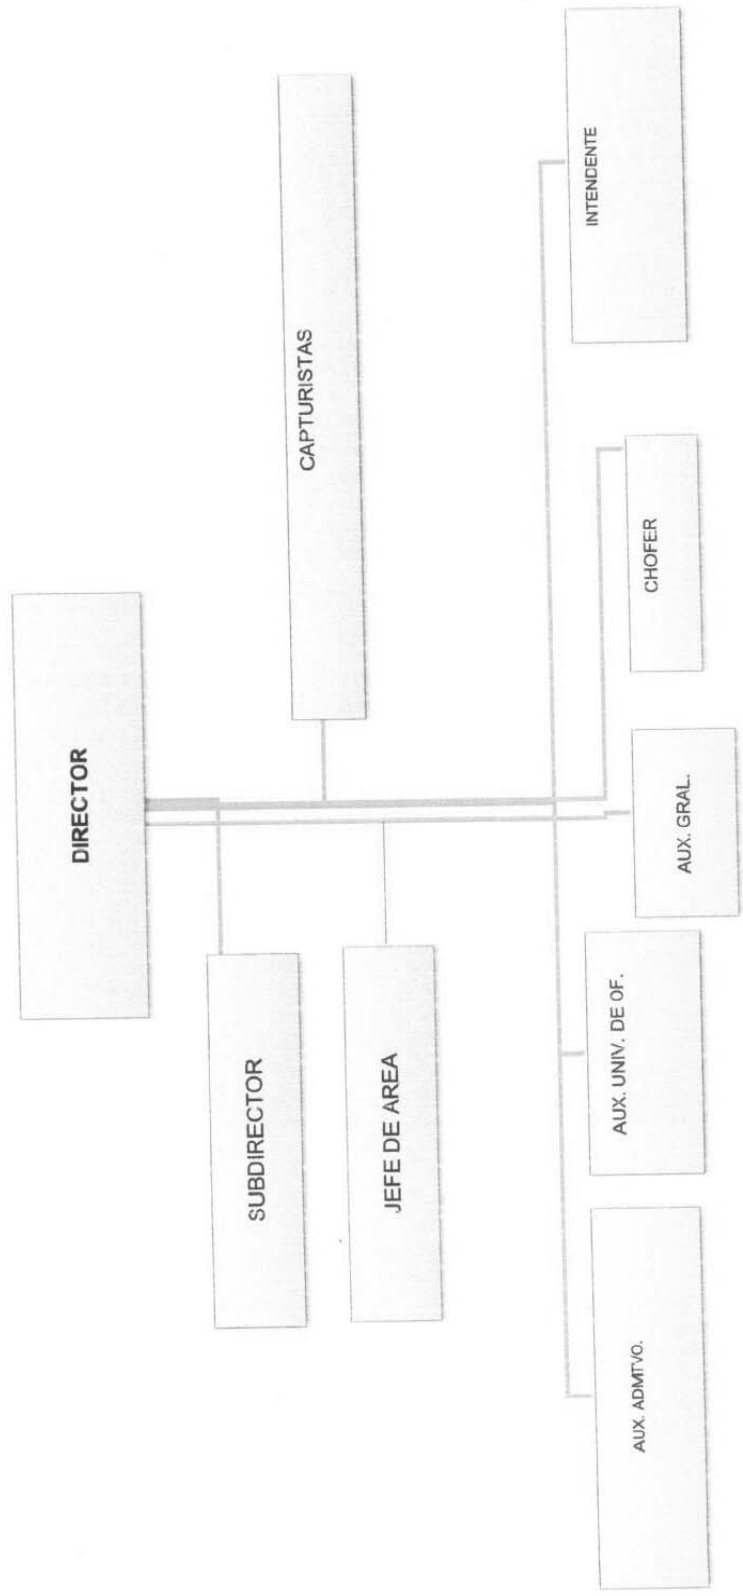 DIRECTOR
SUBDIRECTOR
CAPTURISTAS
JEFE DE AREA
AUX. ADMTVO.
AUX. UNIV. DE OF.
AUX. GRAL.
CHOFER
INTENDENTE